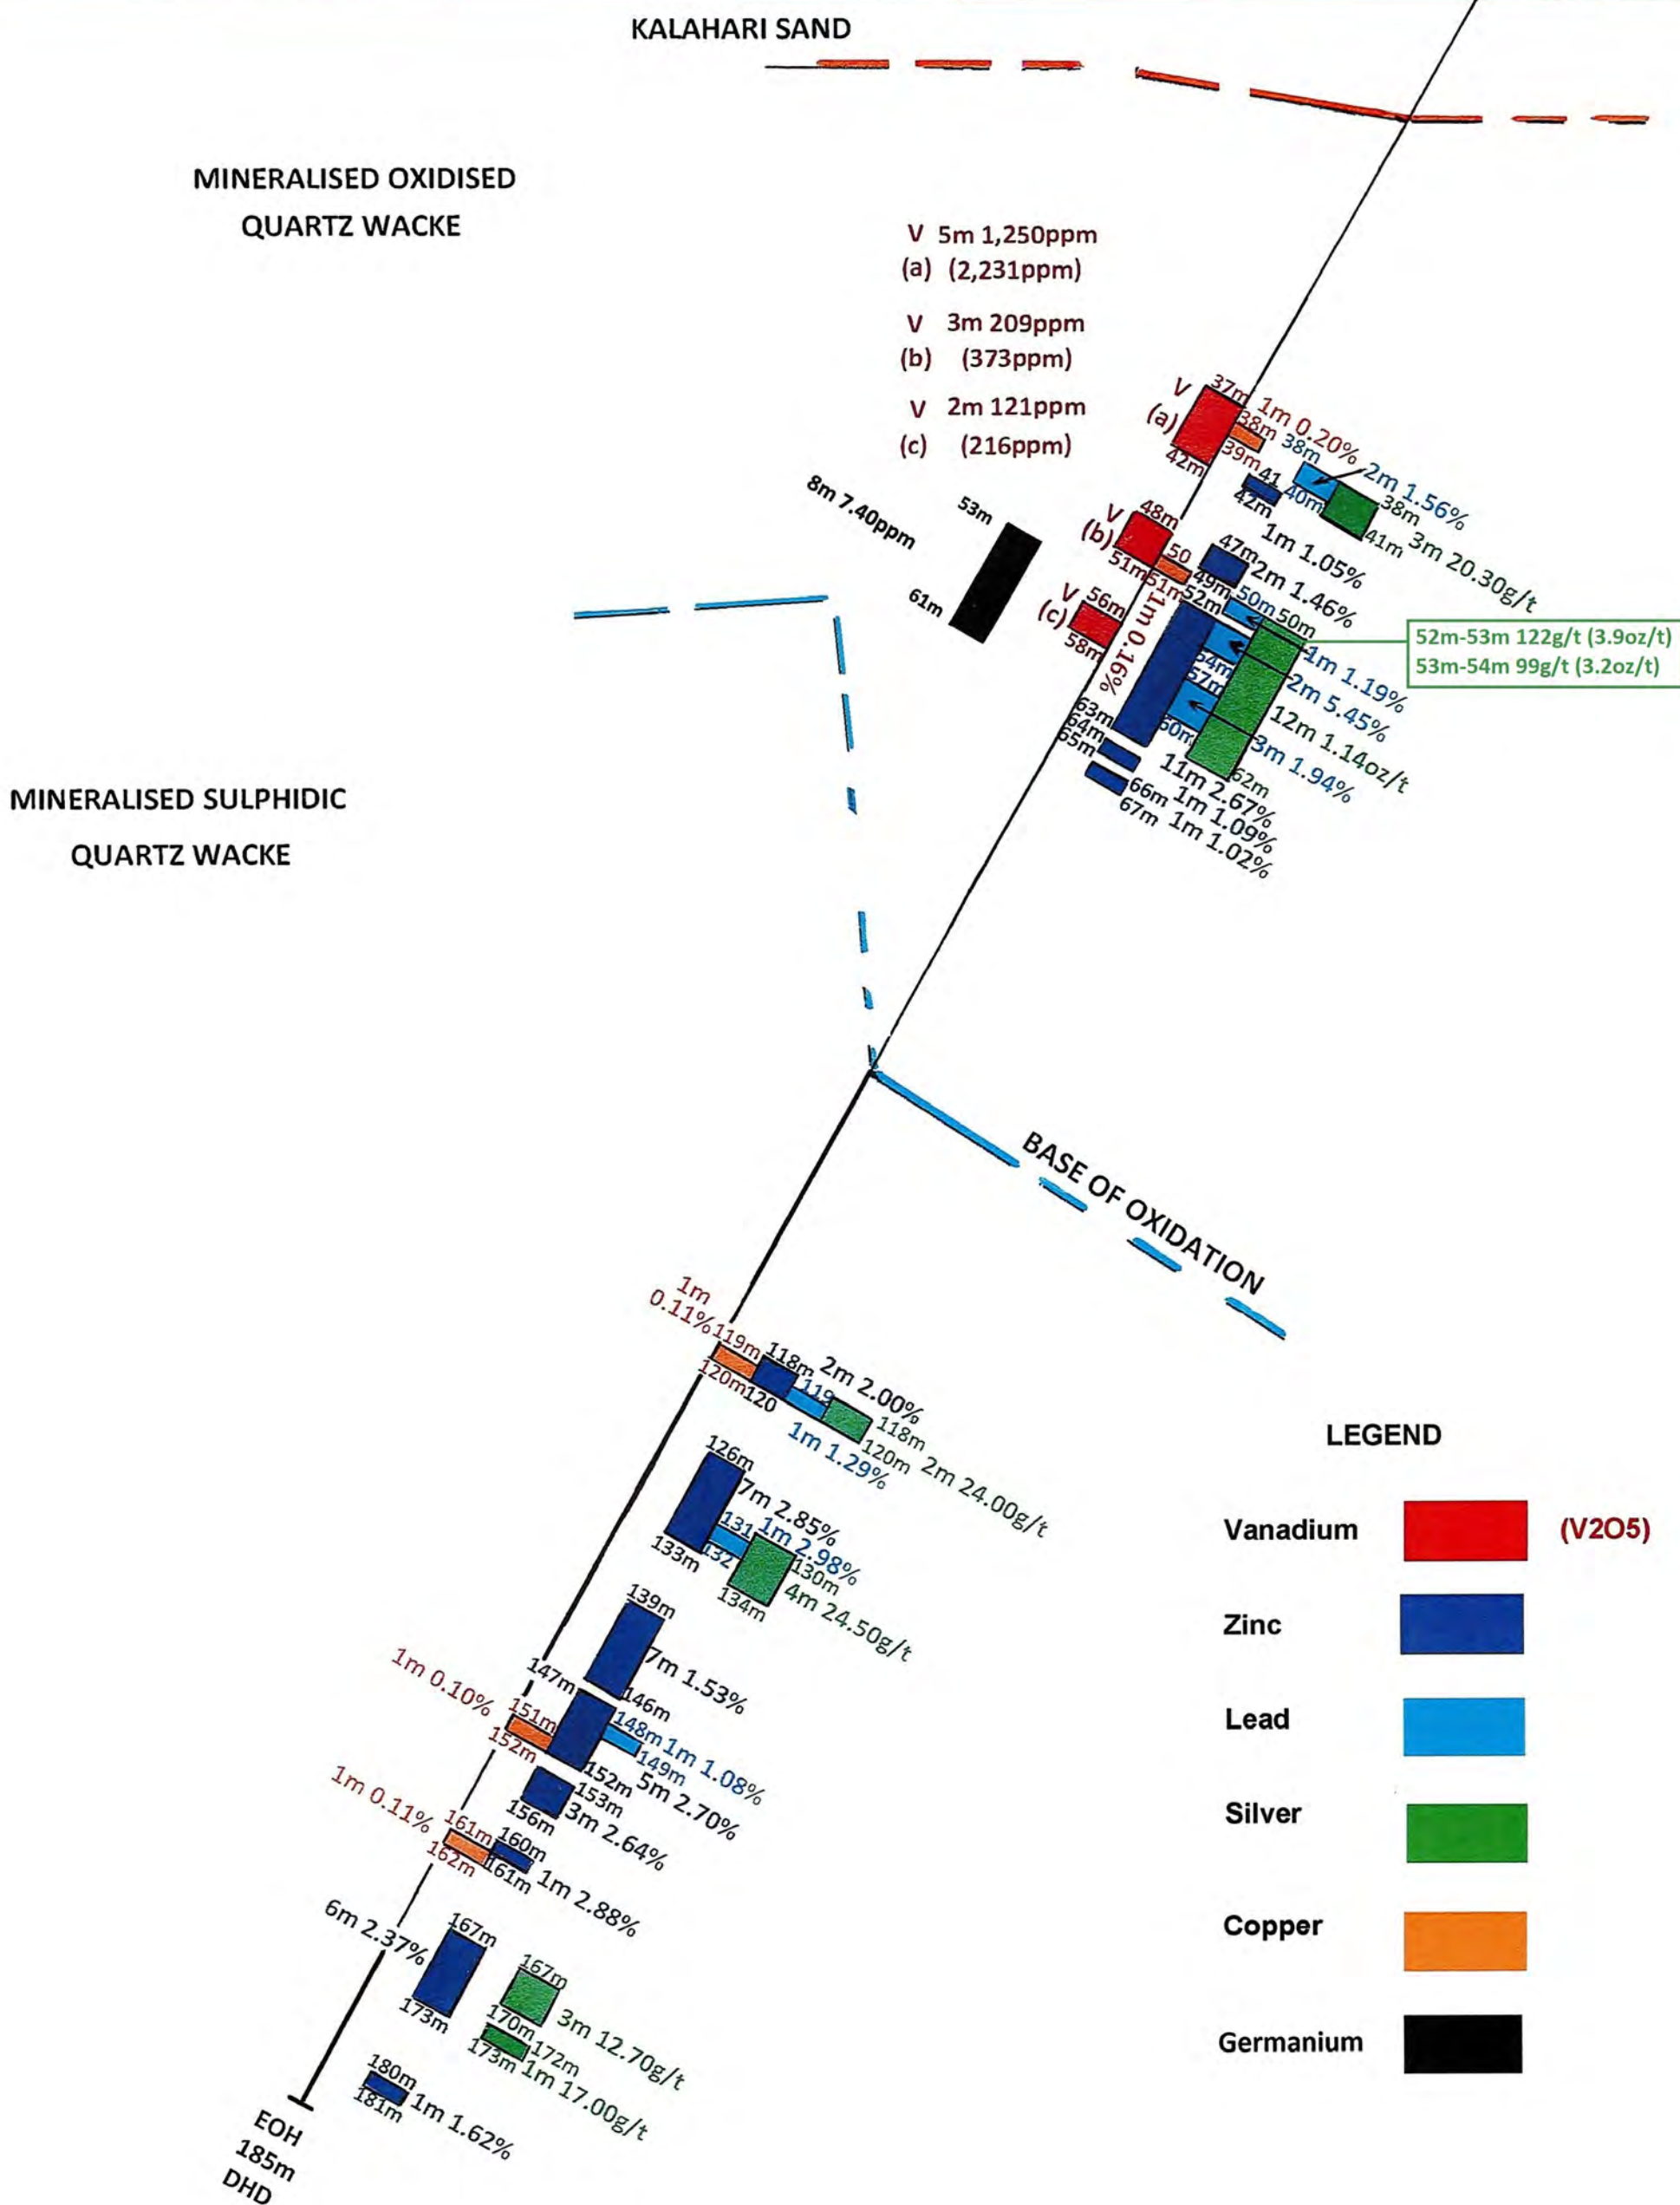 KALAHARI SAND
MINERALISED OXIDISED
QUARTZ WACKE
V 5m 1,250ppm
(a) (2,231ppm)
V 3m 209ppm
(b) (373ppm)
V 2m 121ppm
(c) (216ppm)
V
(a)
37m
42m
1m 0.20%
38m
39m
38m
40m
2m 1.56%
41
42m
1m 1.05%
38m
41m
3m 20.30g/t
8m 7.40ppm
53m
61m
V
(b)
48m
51m
50
51m
1m 0.16%
47m
49m
2m 1.46%
V
(c)
56m
58m
52m
50m
50m
52m-53m 122g/t (3.9oz/t)
53m-54m 99g/t (3.2oz/t)
1m 1.19%
54m
2m 5.45%
57m
12m 1.14oz/t
60m
3m 1.94%
62m
63m
64m
65m
11m 2.67%
66m
1m 1.09%
67m
1m 1.02%
MINERALISED SULPHIDIC
QUARTZ WACKE
BASE OF OXIDATION
1m
0.11%
119m
120m
118m
120
2m 2.00%
119
1m 1.29%
118m
120m
2m 24.00g/t
126m
133m
7m 2.85%
131
132
1m 2.98%
130m
134m
4m 24.50g/t
139m
146m
7m 1.53%
147m
152m
5m 2.70%
1m 0.10%
151m
152m
148m
149m
1m 1.08%
153m
156m
3m 2.64%
1m 0.11%
161m
162m
160m
161m
1m 2.88%
6m 2.37%
167m
173m
167m
170m
3m 12.70g/t
172m
173m
1m 17.00g/t
180m
181m
1m 1.62%
EOH
185m
DHD
LEGEND
Vanadium (V2O5)
Zinc
Lead
Silver
Copper
Germanium